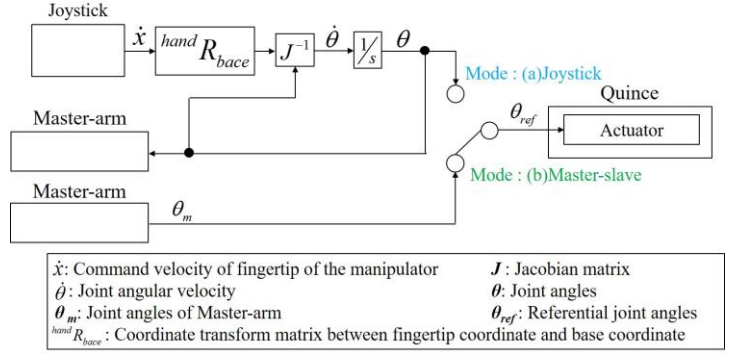 Joystick
ẋ
hand R bace
J⁻¹
θ̇
1/s
θ
Mode : (a)Joystick
Quince
Master-arm
θ ref
Actuator
Mode : (b)Master-slave
Master-arm
θ m
ẋ: Command velocity of fingertip of the manipulator
J : Jacobian matrix
θ̇ : Joint angular velocity
θ: Joint angles
θ m: Joint angles of Master-arm
θ ref : Referential joint angles
hand R bace : Coordinate transform matrix between fingertip coordinate and base coordinate